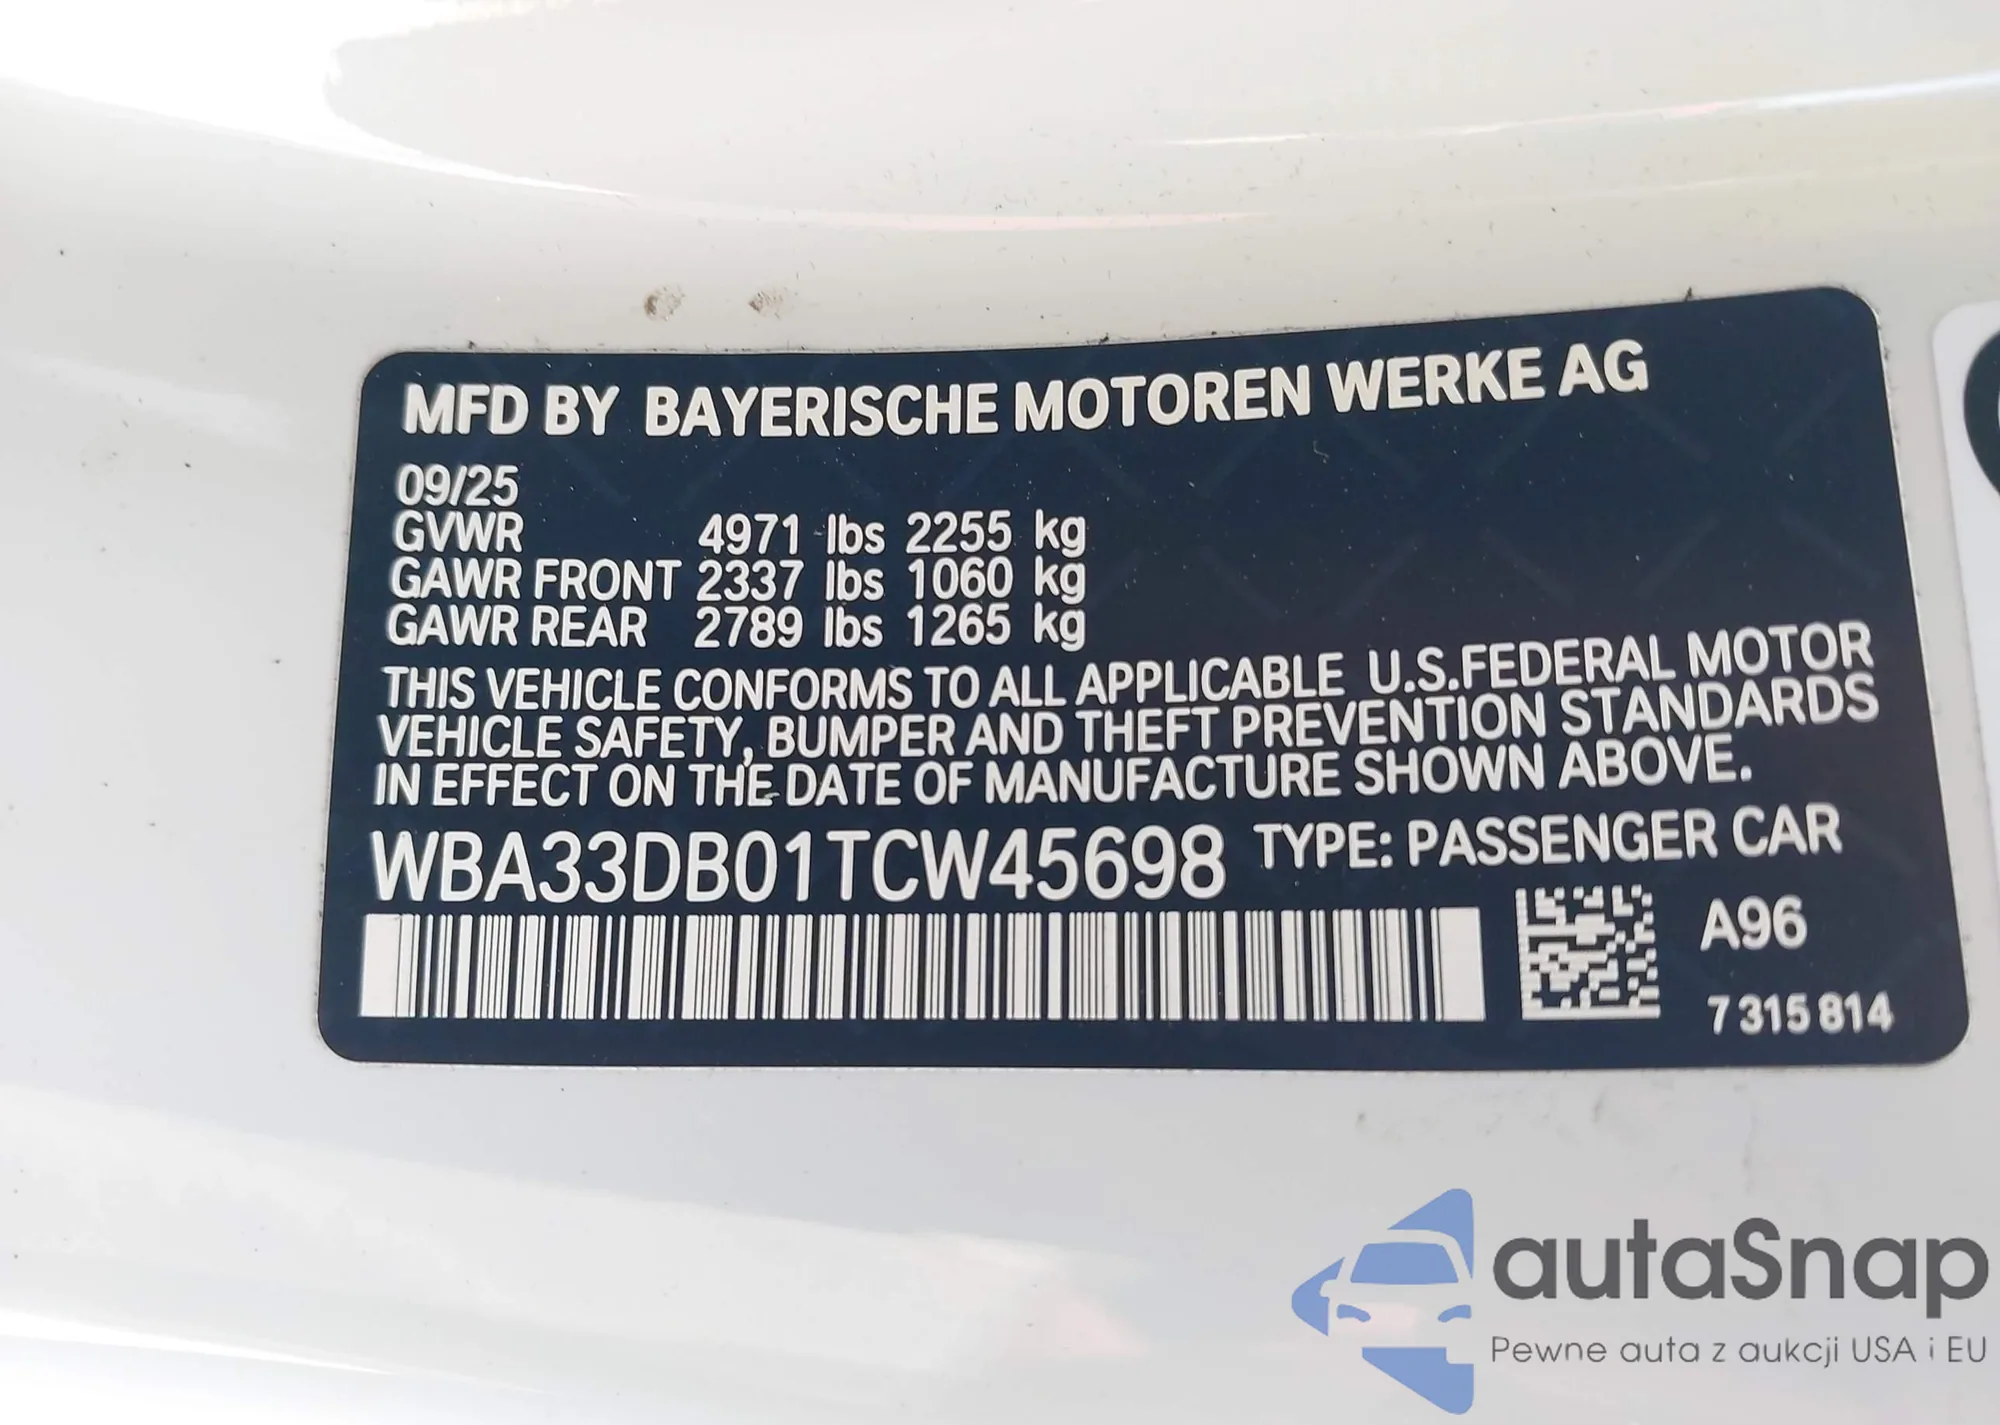 MFD BY BAYERISCHE MOTOREN WERKE AG
09/25
GVWR 4971 lbs 2255 kg
GAWR FRONT 2337 lbs 1060 kg
GAWR REAR 2789 lbs 1265 kg
THIS VEHICLE CONFORMS TO ALL APPLICABLE U.S.FEDERAL MOTOR
VEHICLE SAFETY, BUMPER AND THEFT PREVENTION STANDARDS
IN EFFECT ON THE DATE OF MANUFACTURE SHOWN ABOVE.
WBA33DB01TCW45698 TYPE: PASSENGER CAR
A96
7 315 814
autaSnap
Pewne auta z aukcji USA i EU